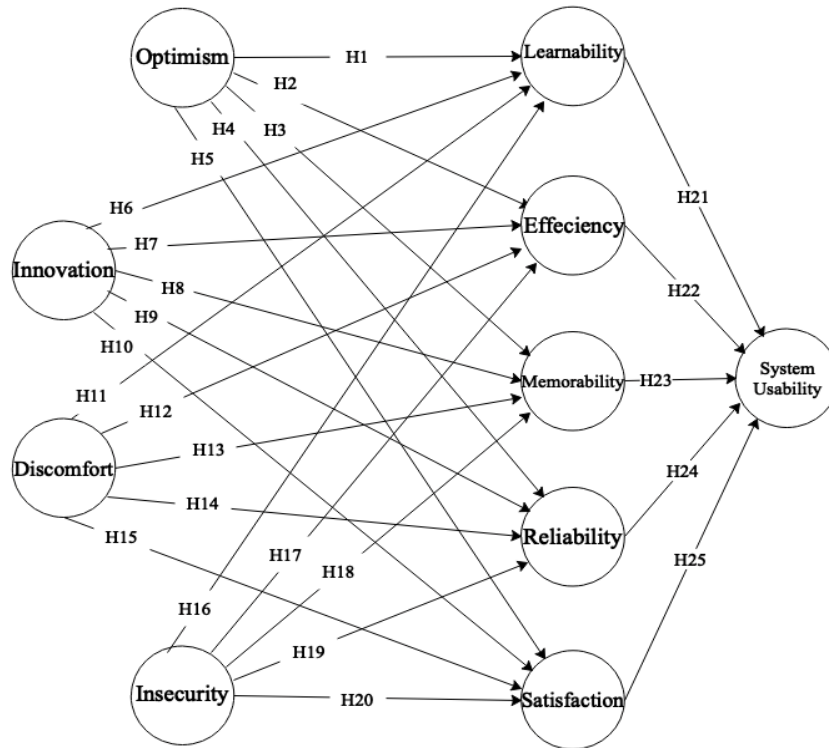 Optimism
H1
Learnability
H2
H4
H3
H5
H6
H21
H7
Effeciency
Innovation
H8
H22
H9
H10
System
Usability
Memorability
H23
H11
H12
H13
Discomfort
H24
H14
H15
Reliability
H17
H25
H18
H16
H19
Insecurity
H20
Satisfaction